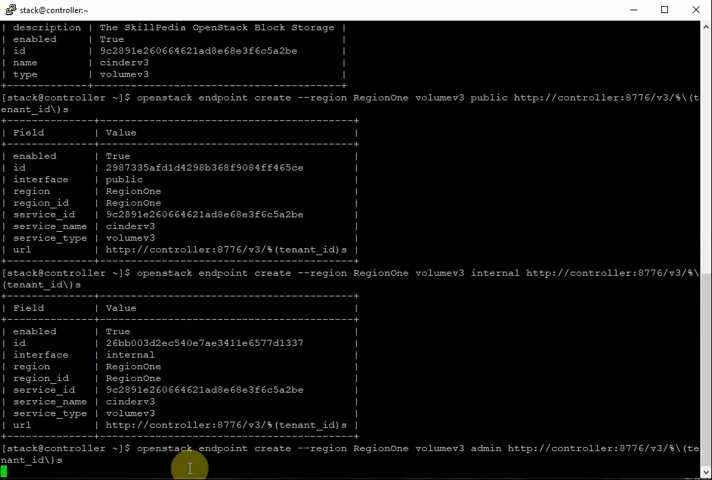 stack@controller:~
| description | The SkillPedia OpenStack Block Storage |
| enabled | True |
| id | 9c2891e260664621ad8e68e3f6c5a2be |
| name | cinderv3 |
| type | volumev3 |
+-------------+----------------------------------------+
[stack@controller ~]$ openstack endpoint create --region RegionOne volumev3 public http://controller:8776/v3/%\(t
enant_id\)s
+--------------+------------------------------------------+
| Field | Value |
+--------------+------------------------------------------+
| enabled | True |
| id | 2987335afd1d4298b368f9084ff465ce |
| interface | public |
| region | RegionOne |
| region_id | RegionOne |
| service_id | 9c2891e260664621ad8e68e3f6c5a2be |
| service_name | cinderv3 |
| service_type | volumev3 |
| url | http://controller:8776/v3/%(tenant_id)s |
+--------------+------------------------------------------+
[stack@controller ~]$ openstack endpoint create --region RegionOne volumev3 internal http://controller:8776/v3/%\
(tenant_id\)s
+--------------+------------------------------------------+
| Field | Value |
+--------------+------------------------------------------+
| enabled | True |
| id | 26bb003d2ec540e7ae3411e6577d1337 |
| interface | internal |
| region | RegionOne |
| region_id | RegionOne |
| service_id | 9c2891e260664621ad8e68e3f6c5a2be |
| service_name | cinderv3 |
| service_type | volumev3 |
| url | http://controller:8776/v3/%(tenant_id)s |
+--------------+------------------------------------------+
[stack@controller ~]$ openstack endpoint create --region RegionOne volumev3 admin http://controller:8776/v3/%\(te
nant_id\)s